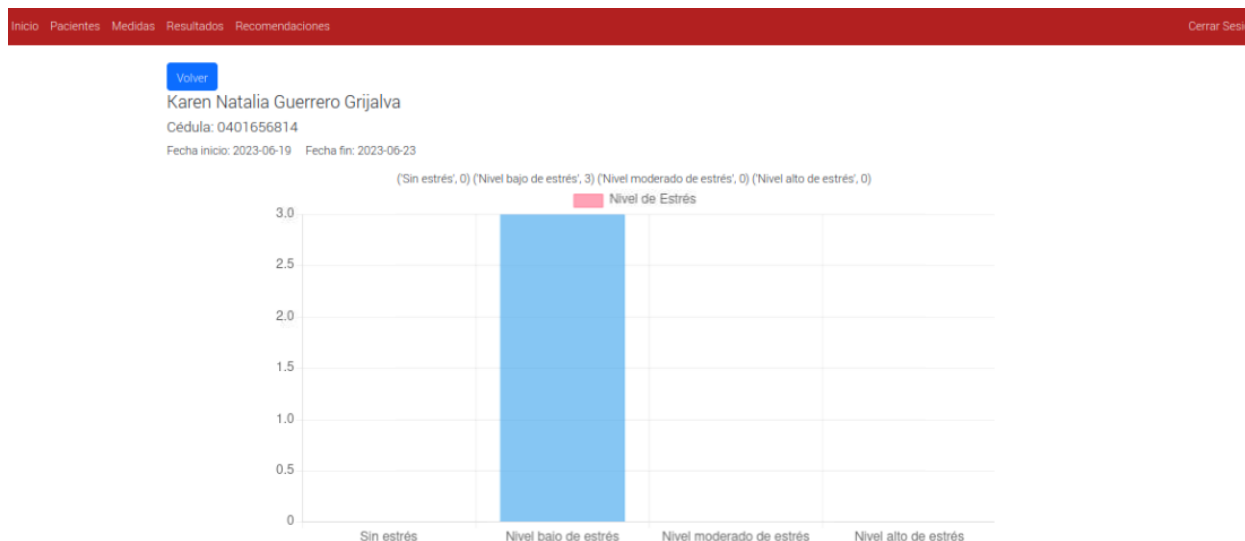 Inicio Pacientes Medidas Resultados Recomendaciones Cerrar Sesi
Volver
Karen Natalia Guerrero Grijalva
Cédula: 0401656814
Fecha inicio: 2023-06-19 Fecha fin: 2023-06-23
('Sin estrés', 0) ('Nivel bajo de estrés', 3) ('Nivel moderado de estrés', 0) ('Nivel alto de estrés', 0)
Nivel de Estrés
3.0
2.5
2.0
1.5
1.0
0.5
0
Sin estrés Nivel bajo de estrés Nivel moderado de estrés Nivel alto de estrés